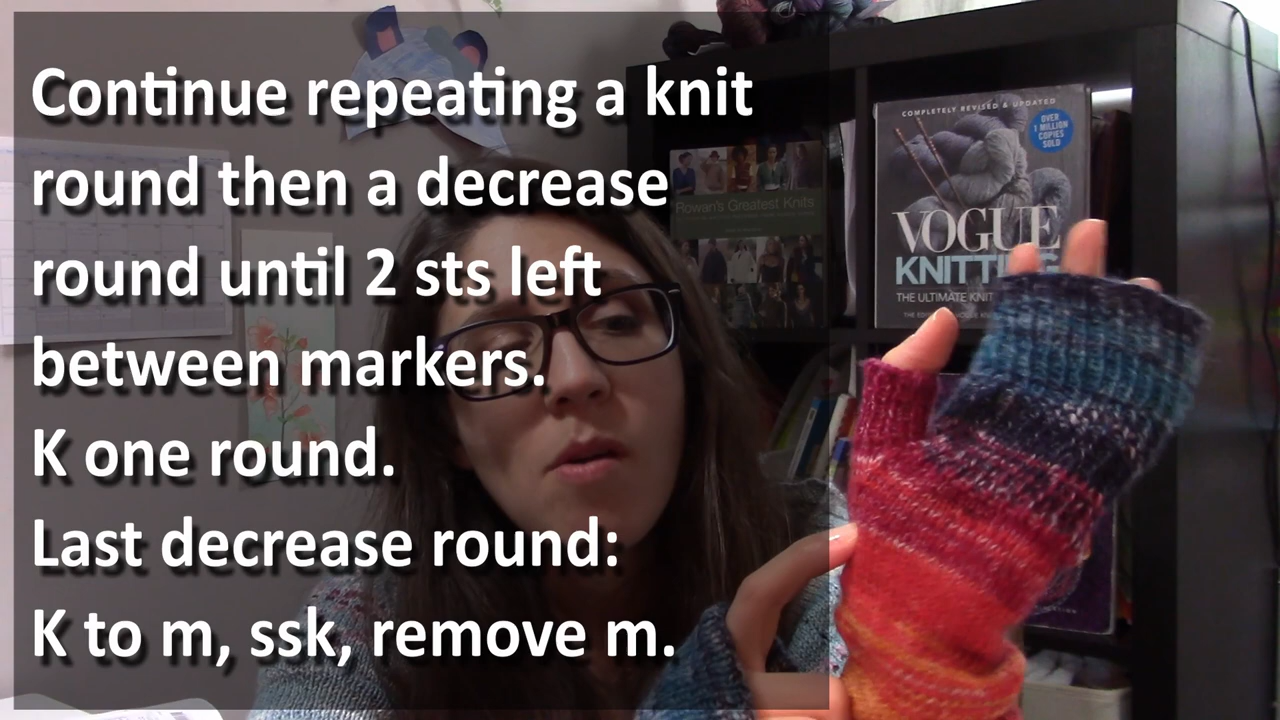 Continue repeating a knit
round then a decrease
round until 2 sts left
between markers.
K one round.
Last decrease round:
K to m, ssk, remove m.
Rowan's Greatest Knits
COMPLETELY REVISED & UPDATED
OVER
1 MILLION
COPIES
SOLD
VOGUE
KNITTING
THE ULTIMATE